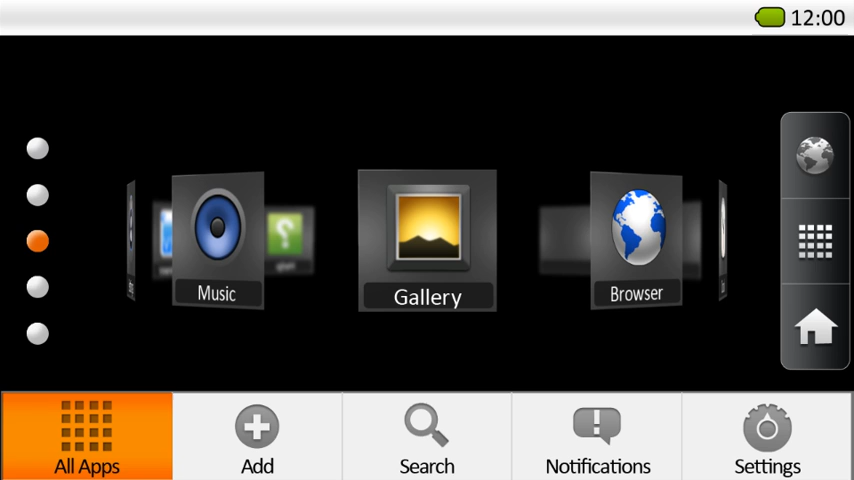 12:00
Music
Gallery
Browser
All Apps
Add
Search
Notifications
Settings